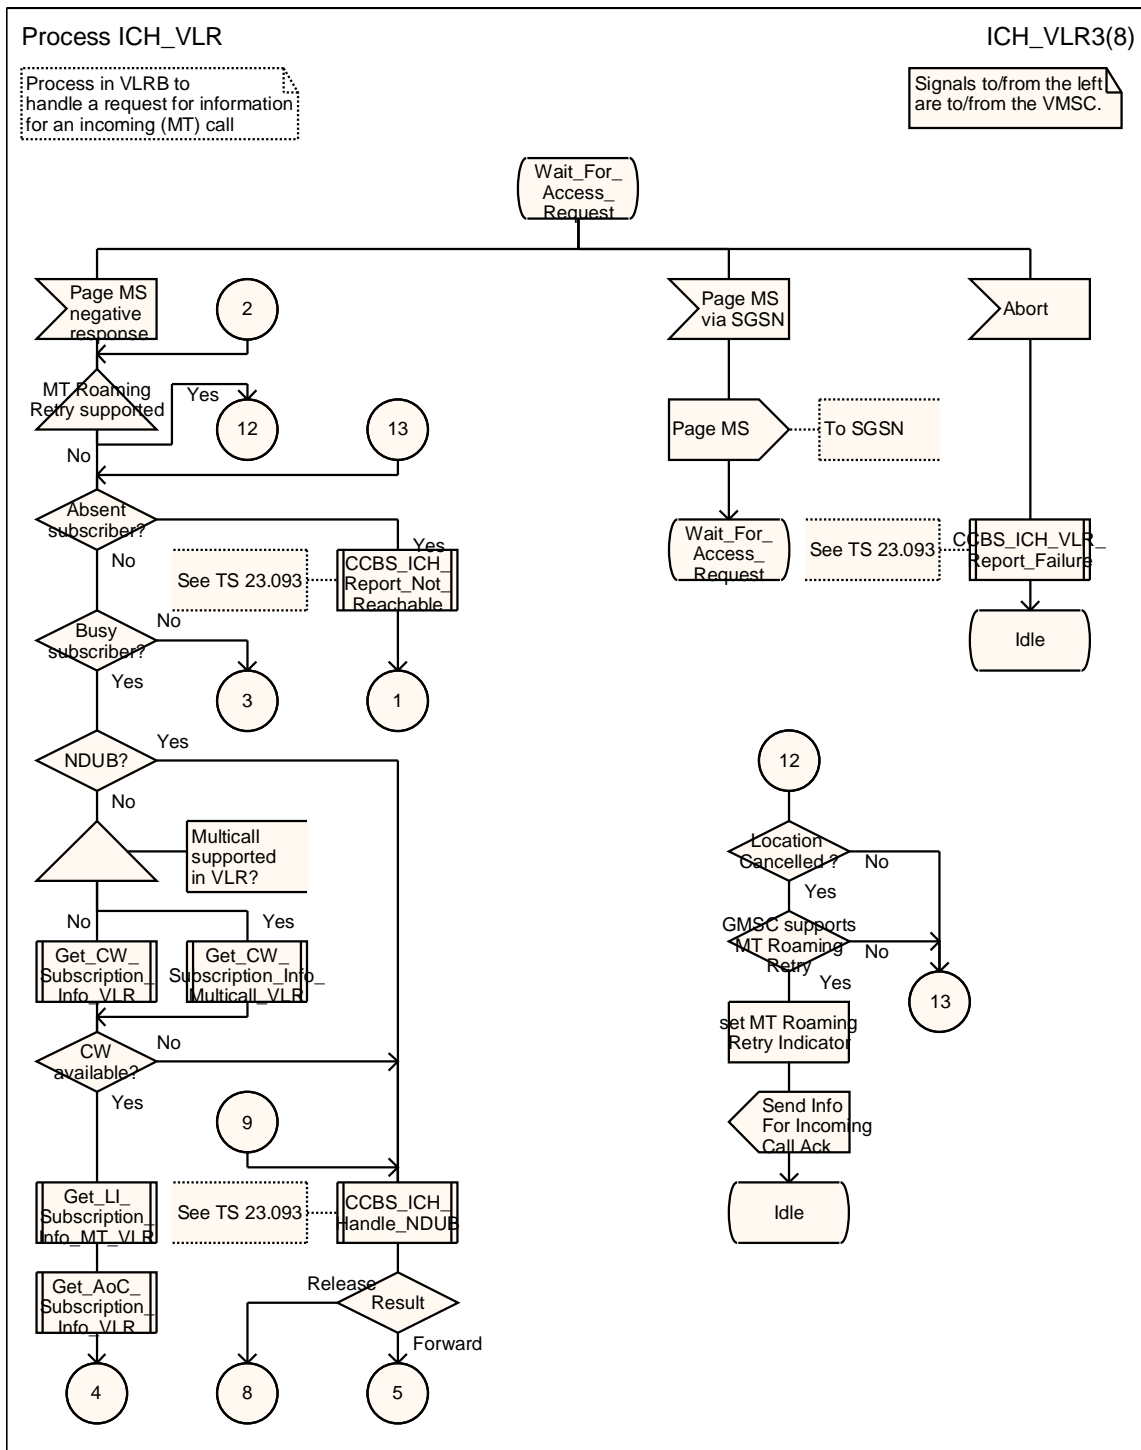 Process ICH_VLR
ICH_VLR3(8)
Process in VLRB to
handle a request for information
for an incoming (MT) call
Signals to/from the left
are to/from the VMSC.
Wait_For_
Access_
Request
Page MS
negative
response
2
Page MS
via SGSN
Abort
MT Roaming
Retry supported
Yes
12
13
No
Page MS
To SGSN
Absent
subscriber?
Yes
No
See TS 23.093
CCBS_ICH_
Report_Not_
Reachable
Wait_For_
Access_
Request
See TS 23.093
CCBS_ICH_VLR_
Report_Failure
Idle
Busy
subscriber?
No
Yes
3
1
NDUB?
Yes
No
12
Multicall
supported
in VLR?
Location
Cancelled ?
No
Yes
No
Yes
Get_CW_
Subscription_
Info_VLR
Get_CW_
Subscription_Info_
Multicall_VLR
GMSC supports
MT Roaming
Retry
No
Yes
13
set MT Roaming
Retry Indicator
CW
available?
No
Yes
9
Send Info
For Incoming
Call Ack
Get_LI_
Subscription_
Info_MT_VLR
See TS 23.093
CCBS_ICH_
Handle_NDUB
Idle
Get_AoC_
Subscription_
Info_VLR
Release
Result
Forward
4
8
5